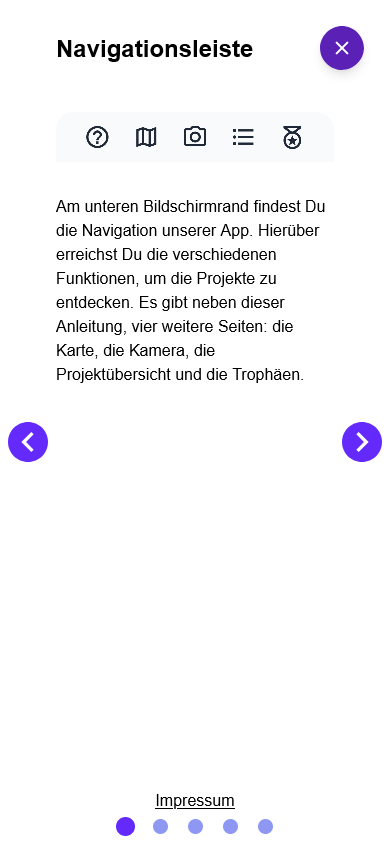 Navigationsleiste
Am unteren Bildschirmrand findest Du
die Navigation unserer App. Hierüber
erreichst Du die verschiedenen
Funktionen, um die Projekte zu
entdecken. Es gibt neben dieser
Anleitung, vier weitere Seiten: die
Karte, die Kamera, die
Projektübersicht und die Trophäen.
Impressum